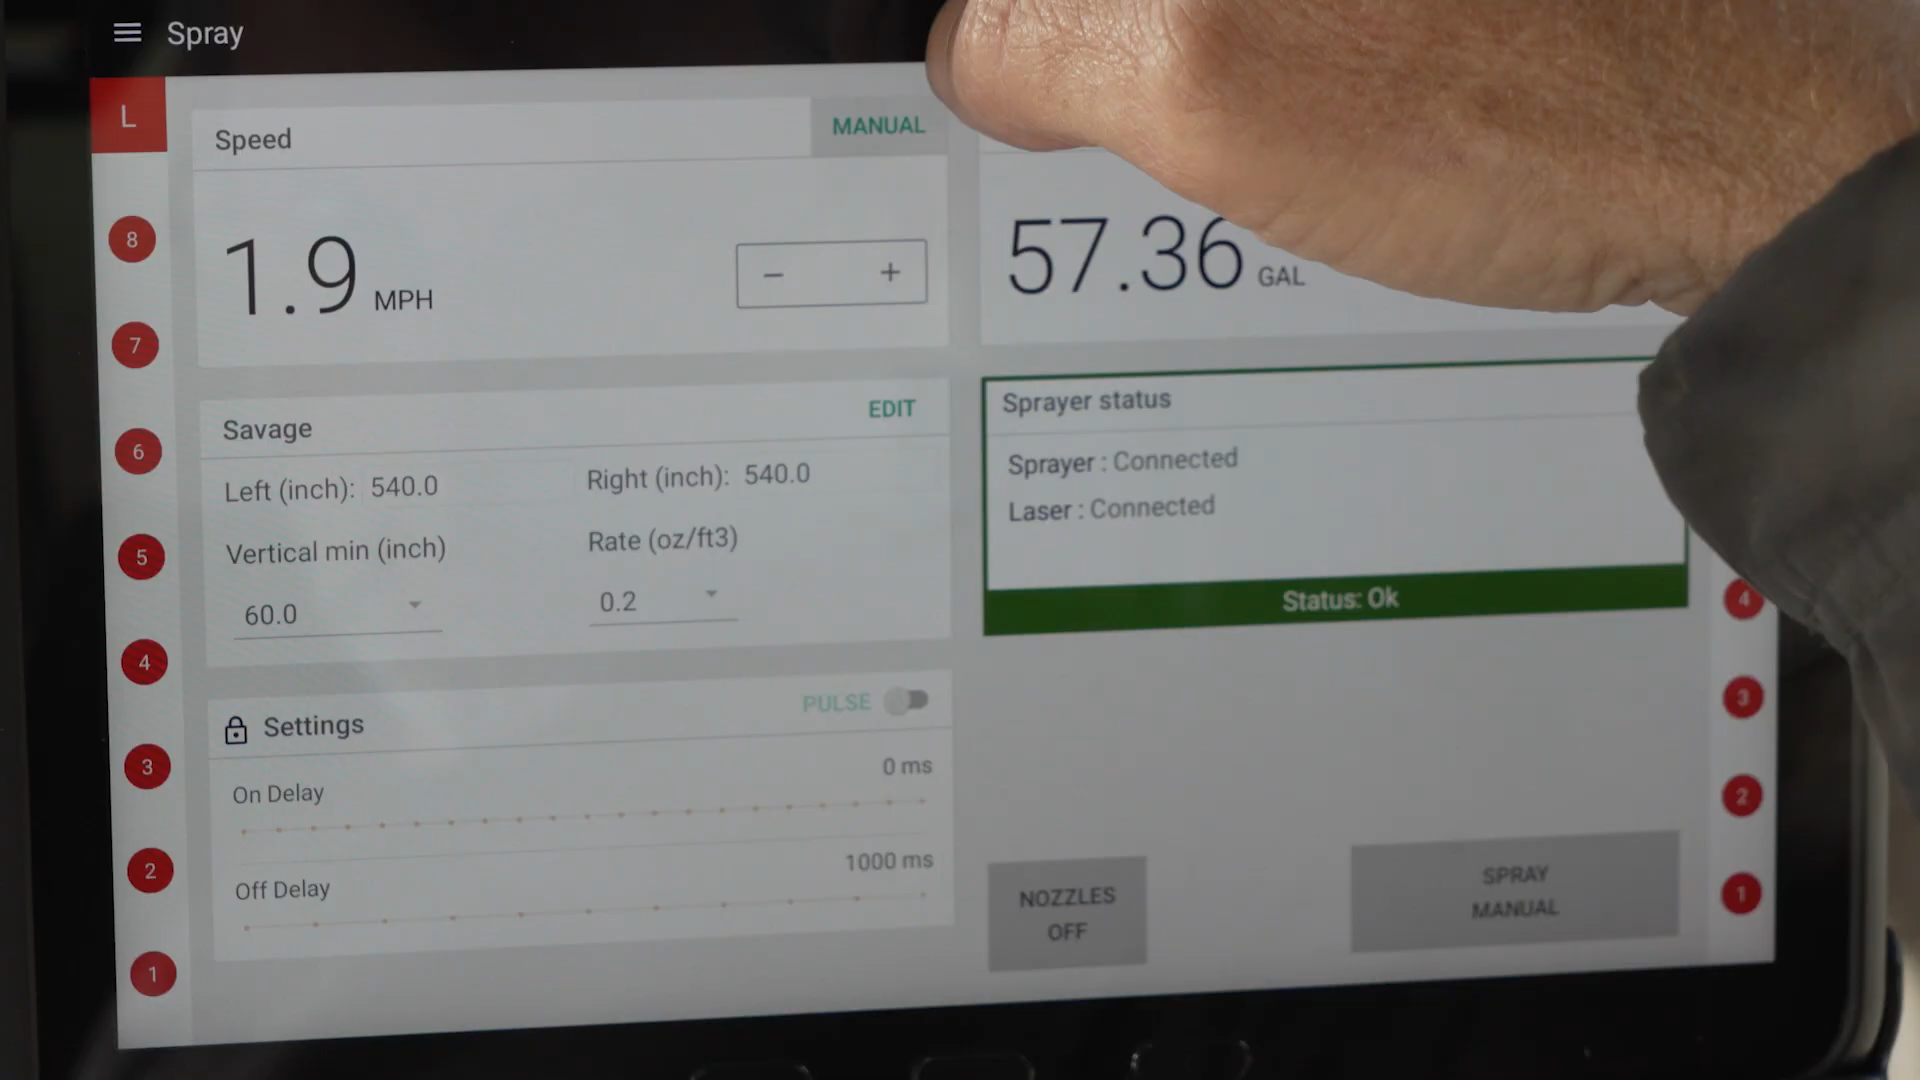 Spray
L
Speed
MANUAL
1.9 MPH
− +
57.36 GAL
Savage
EDIT
Left (inch): 540.0
Right (inch): 540.0
Vertical min (inch)
Rate (oz/ft3)
60.0
0.2
Sprayer status
Sprayer : Connected
Laser : Connected
Status: Ok
Settings
PULSE
On Delay
0 ms
Off Delay
1000 ms
NOZZLES
OFF
SPRAY
MANUAL
8
7
6
5
4
3
2
1
4
3
2
1